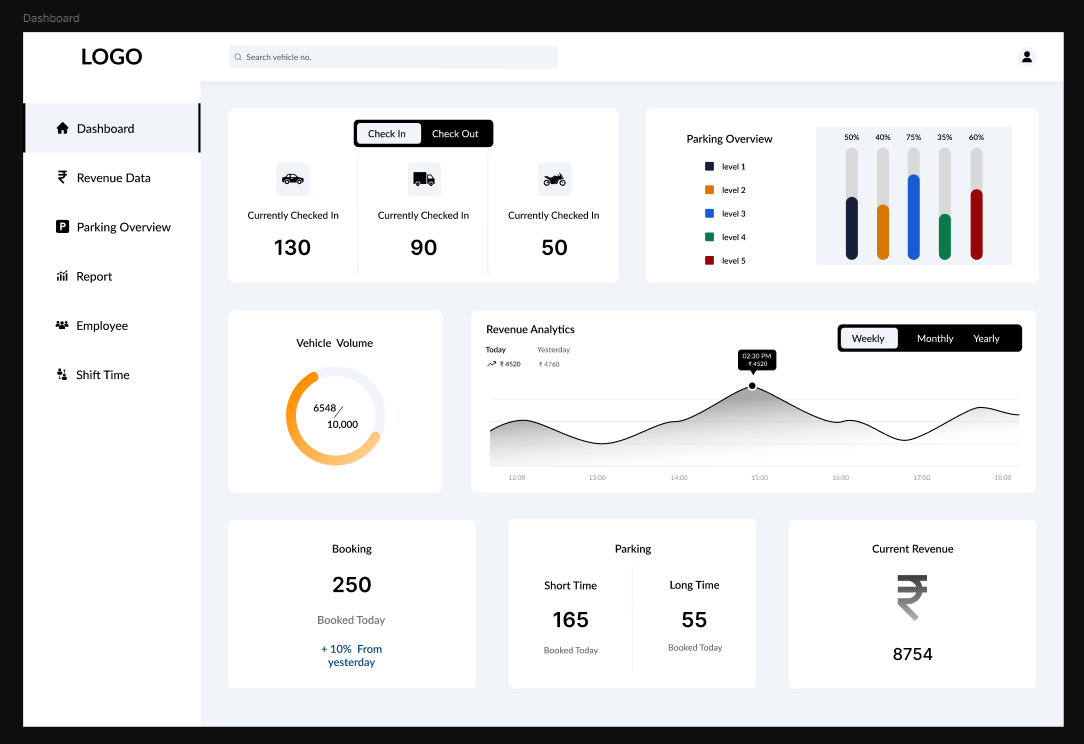 Dashboard
LOGO
Search vehicle no.
Dashboard
Revenue Data
Parking Overview
Report
Employee
Shift Time
Check In
Check Out
Currently Checked In
130
Currently Checked In
90
Currently Checked In
50
Parking Overview
level 1
level 2
level 3
level 4
level 5
50% 40% 75% 35% 60%
Vehicle Volume
6548/
10,000
Revenue Analytics
Today
₹ 4520
Yesterday
₹ 4760
Weekly
Monthly
Yearly
02:30 PM
₹ 4520
12:00 13:00 14:00 15:00 16:00 17:00 18:00
Booking
250
Booked Today
+ 10% From
yesterday
Parking
Short Time
165
Booked Today
Long Time
55
Booked Today
Current Revenue
₹
8754